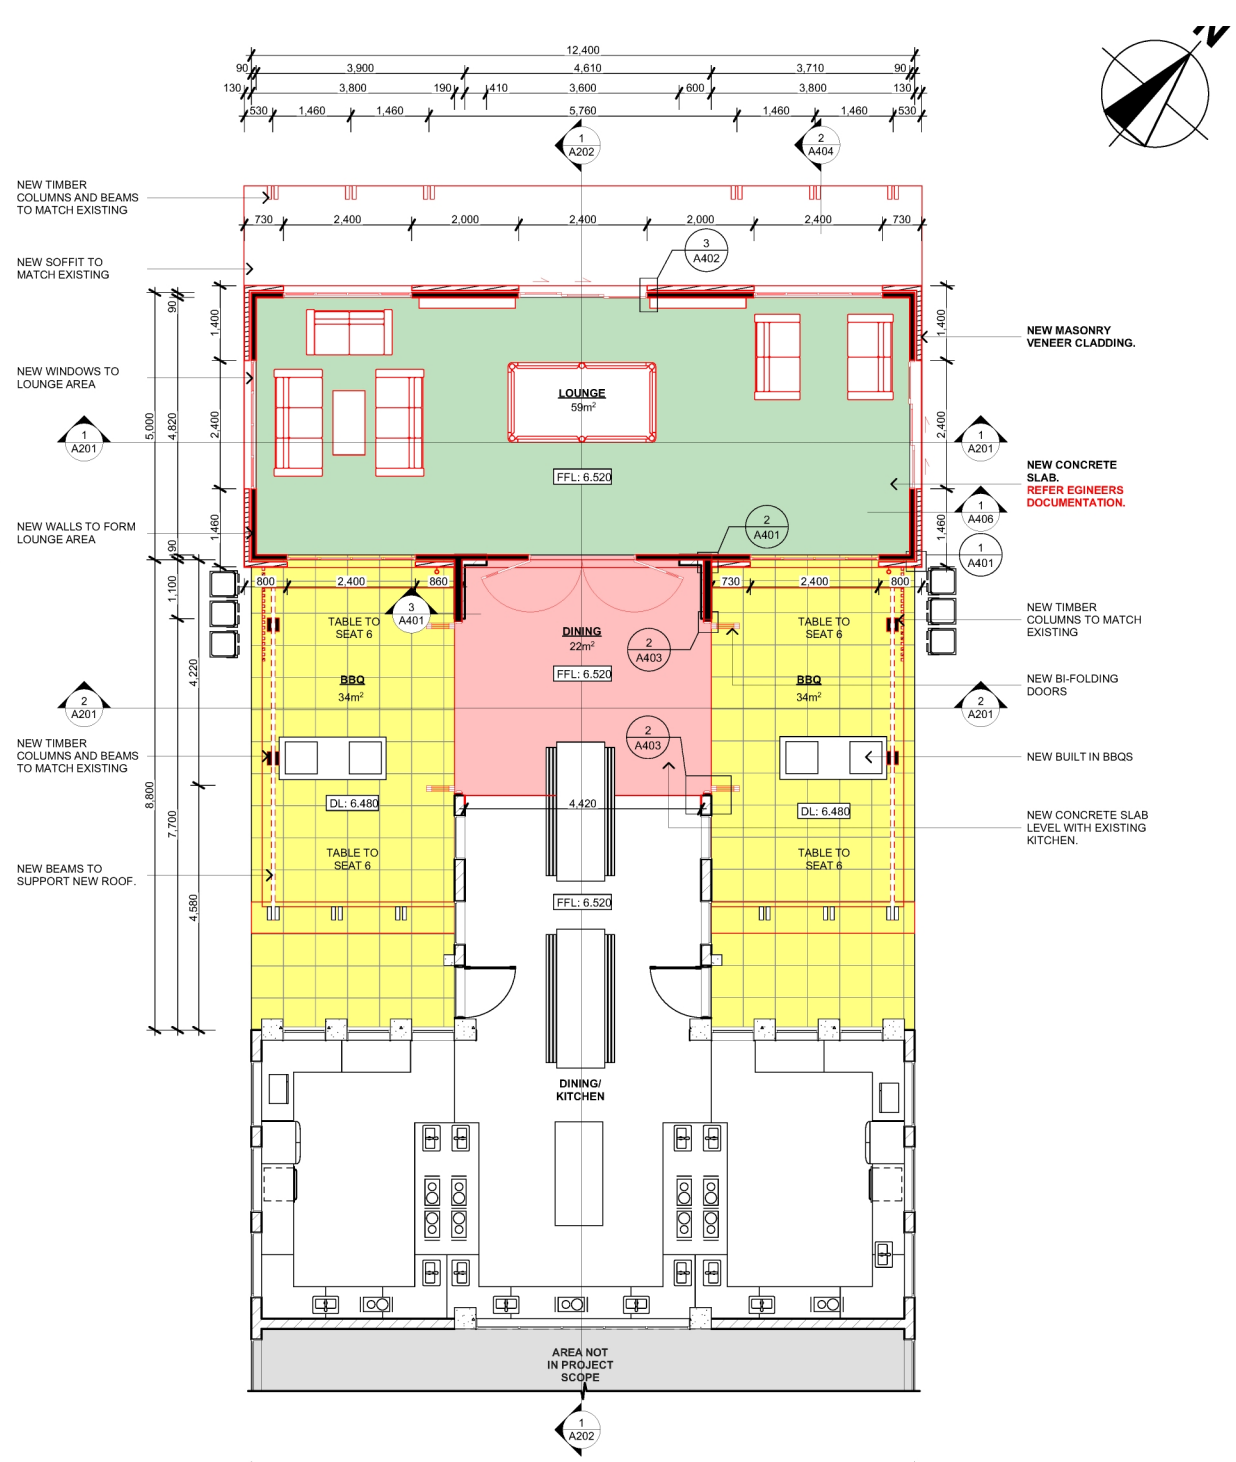 N
12,400
90
3,900
4,610
3,710
90
130
3,800
190
410
3,600
600
3,800
130
530
1,460
1,460
5,760
1,460
1,460
530
1
A202
2
A404
NEW TIMBER
COLUMNS AND BEAMS
TO MATCH EXISTING
730
2,400
2,000
2,400
2,000
2,400
730
3
A402
NEW SOFFIT TO
MATCH EXISTING
90
1,400
1,400
NEW MASONRY
VENEER CLADDING.
NEW WINDOWS TO
LOUNGE AREA
LOUNGE
59m²
5,000
4,820
2,400
2,400
1
A201
1
A201
FFL: 6.520
NEW CONCRETE
SLAB.
REFER EGINEERS
DOCUMENTATION.
1
A406
NEW WALLS TO FORM
LOUNGE AREA
90
1,460
1,460
2
A401
1
A401
800
2,400
860
730
2,400
800
1,100
3
A401
TABLE TO
SEAT 6
DINING
22m²
TABLE TO
SEAT 6
NEW TIMBER
COLUMNS TO MATCH
EXISTING
2
A403
FFL: 6.520
4,220
BBQ
34m²
BBQ
34m²
NEW BI-FOLDING
DOORS
2
A201
2
A201
2
A403
NEW TIMBER
COLUMNS AND BEAMS
TO MATCH EXISTING
NEW BUILT IN BBQS
8,800
7,700
DL: 6.480
4,420
DL: 6.480
NEW CONCRETE SLAB
LEVEL WITH EXISTING
KITCHEN.
TABLE TO
SEAT 6
TABLE TO
SEAT 6
NEW BEAMS TO
SUPPORT NEW ROOF.
4,580
FFL: 6.520
DINING/
KITCHEN
AREA NOT
IN PROJECT
SCOPE
1
A202